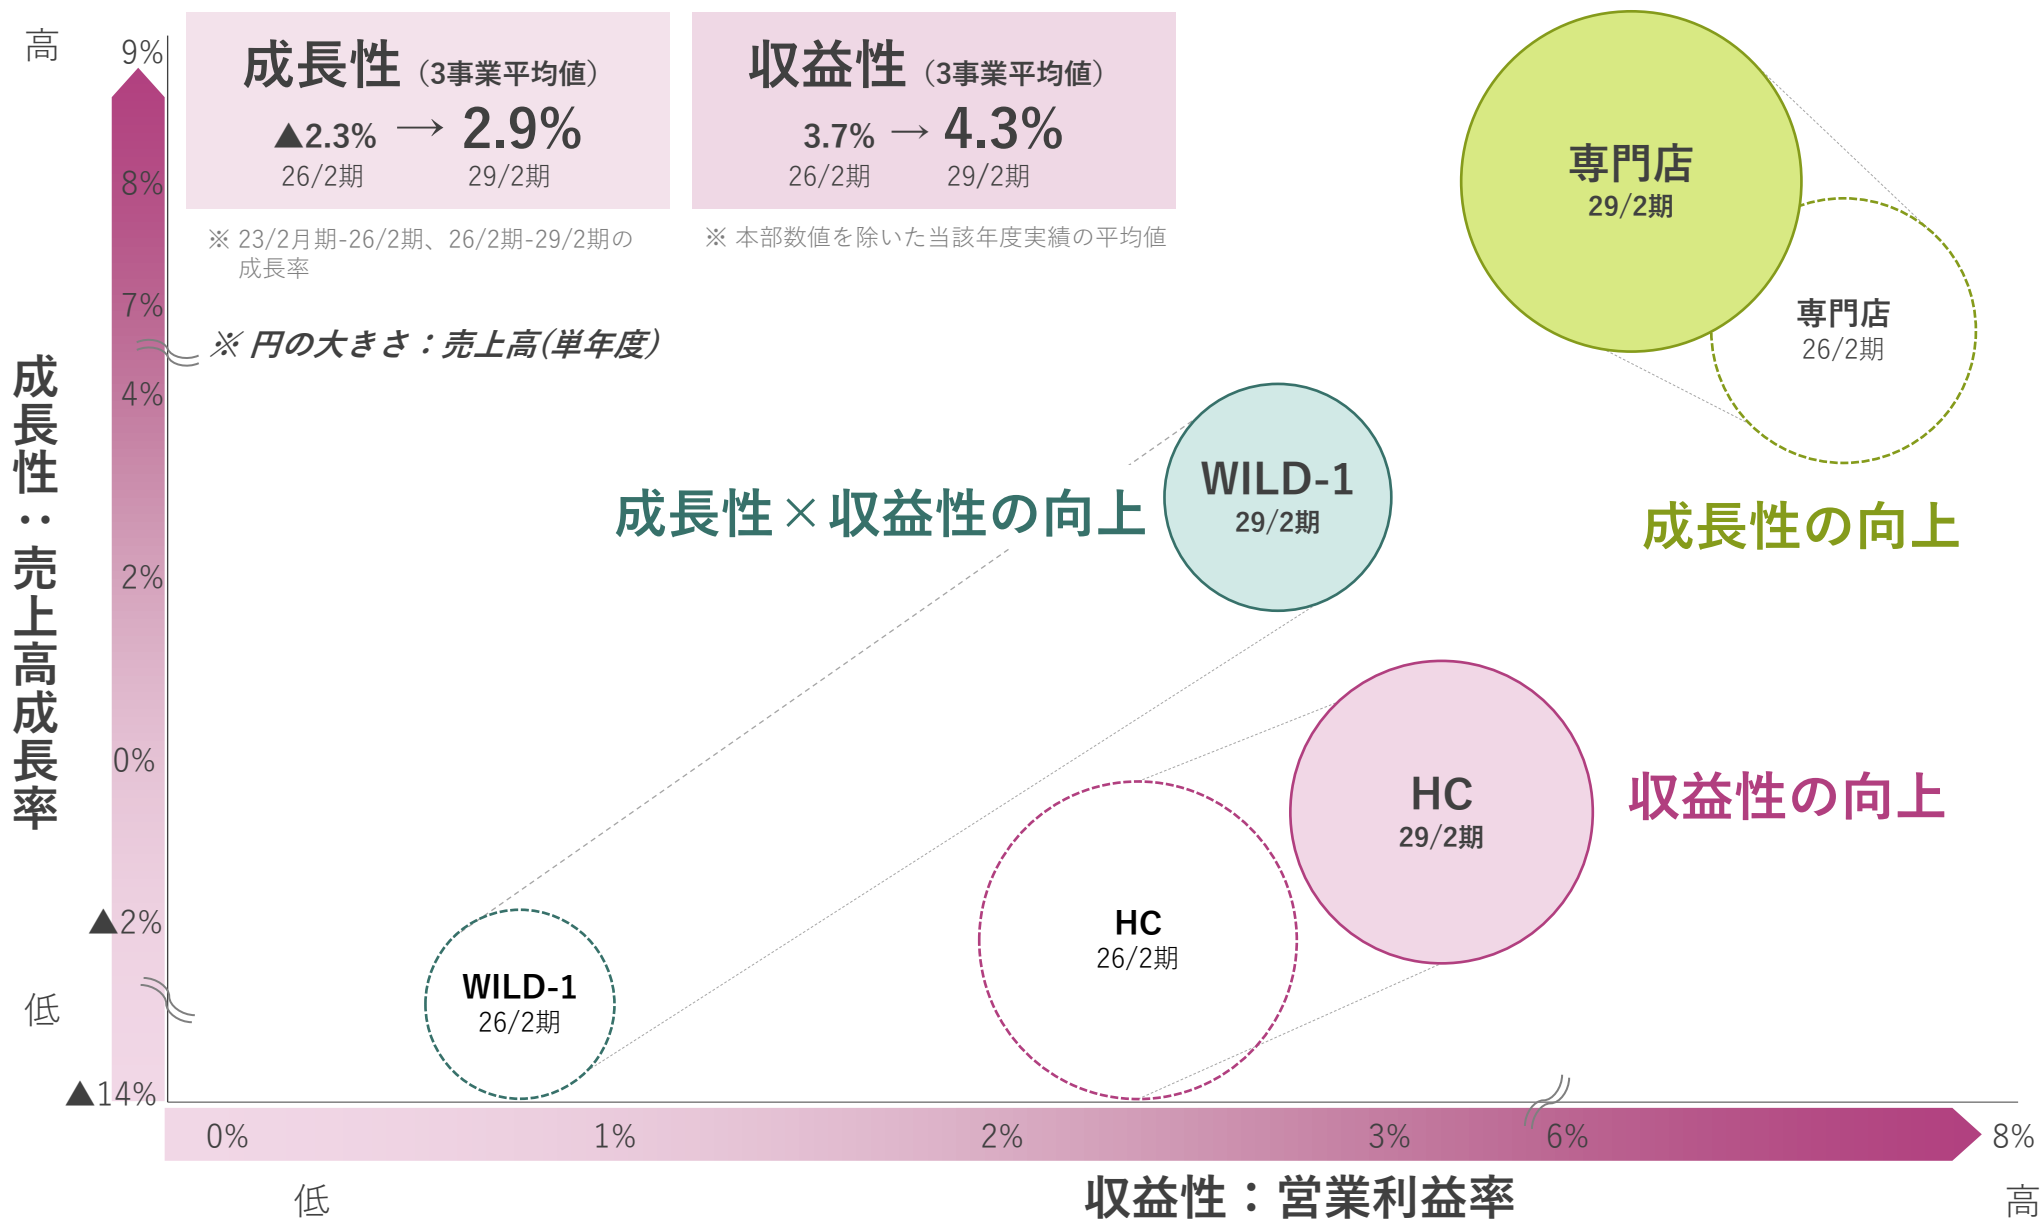 高
9%
8%
7%
4%
2%
0%
▲2%
低
▲14%
成長性：売上高成長率
成長性（3事業平均値）
▲2.3% → 2.9%
26/2期 29/2期
※ 23/2月期-26/2期、26/2期-29/2期の
成長率
収益性（3事業平均値）
3.7% → 4.3%
26/2期 29/2期
※ 本部数値を除いた当該年度実績の平均値
※ 円の大きさ：売上高(単年度)
専門店
29/2期
専門店
26/2期
成長性の向上
WILD-1
29/2期
成長性×収益性の向上
HC
29/2期
収益性の向上
HC
26/2期
WILD-1
26/2期
0% 1% 2% 3% 6% 8%
低
収益性：営業利益率
高